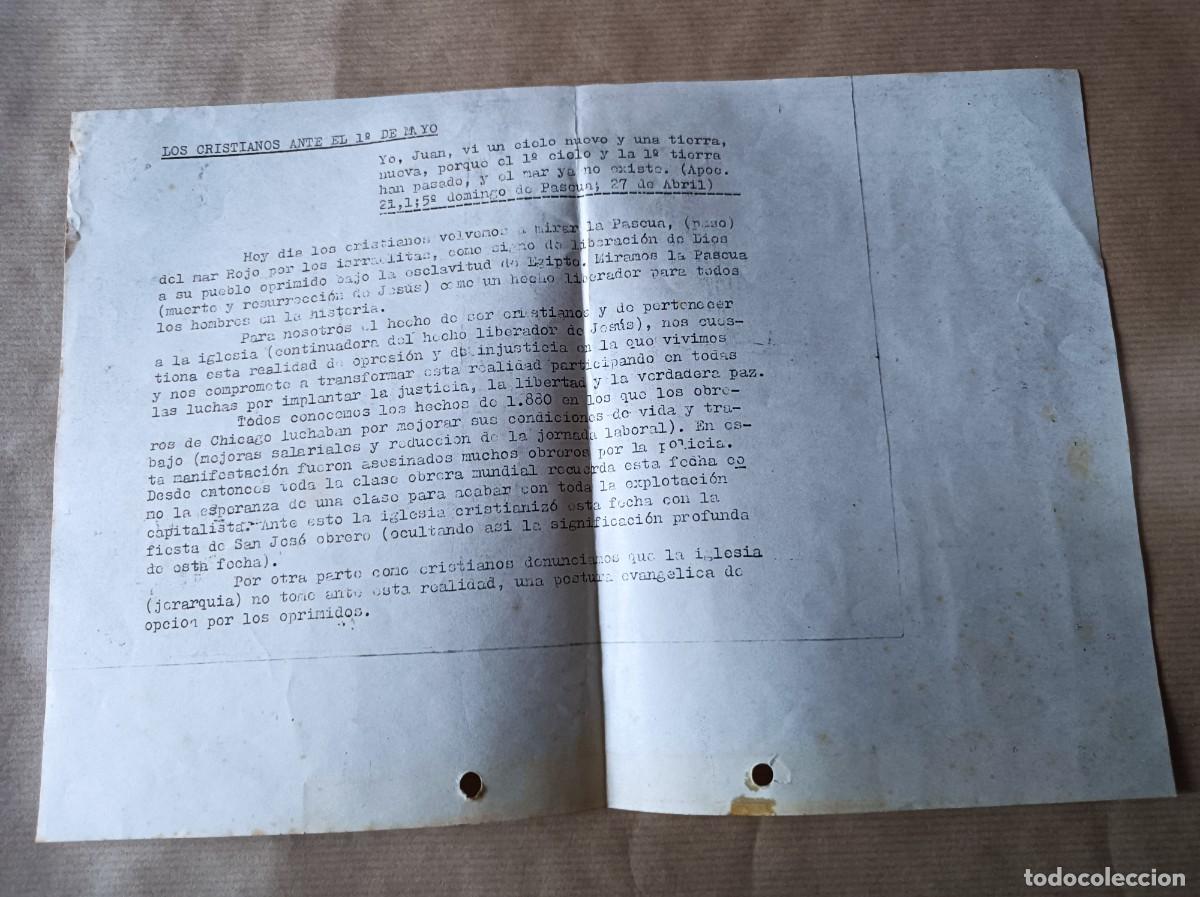 LOS CRISTIANOS ANTE EL 1º DE MAYO
Yo, Juan, vi un cielo nuevo y una tierra,
nueva, porque el 1º cielo y la 1ª tierra
han pasado, y el mar ya no existe. (Apoc.
21,1;5º domingo de Pascua; 27 de Abril)
Hoy dia los cristianos volvemos a mirar la Pascua, (paso)
del mar Rojo por los israelitas, como signo de liberación de Dios
a su pueblo oprimido bajo la esclavitud de Egipto. Miramos la Pascua
(muerte y resurrección de Jesús) como un hecho liberador para todos
los hombres en la historia.
Para nosotros el hecho de ser cristianos y de pertenecer
a la iglesia (continuadora del hecho liberador de Jesús), nos cues-
tiona esta realidad de opresión y de injusticia en la que vivimos
y nos compromete a transformar esta realidad participando en todas
las luchas por implantar la justicia, la libertad y la verdadera paz.
Todos conocemos los hechos de 1.880 en los que los obre-
ros de Chicago luchaban por mejorar sus condiciones de vida y tra-
bajo (mejoras salariales y reduccion de la jornada laboral). En es-
ta manifestación fueron asesinados muchos obreros por la policia.
Desde entonces toda la clase obrera mundial recuerda esta fecha co
mo la esperanza de una clase para acabar con toda la explotación
capitalista. Ante esto la iglesia cristianizó esta fecha con la
fiesta de San José obrero (ocultando asi la significación profunda
de esta fecha).
Por otra parte como cristianos denunciamos que la iglesia
(jerarquia) no tome ante esta realidad, una postura evangelica de
opcion por los oprimidos.
todocoleccion